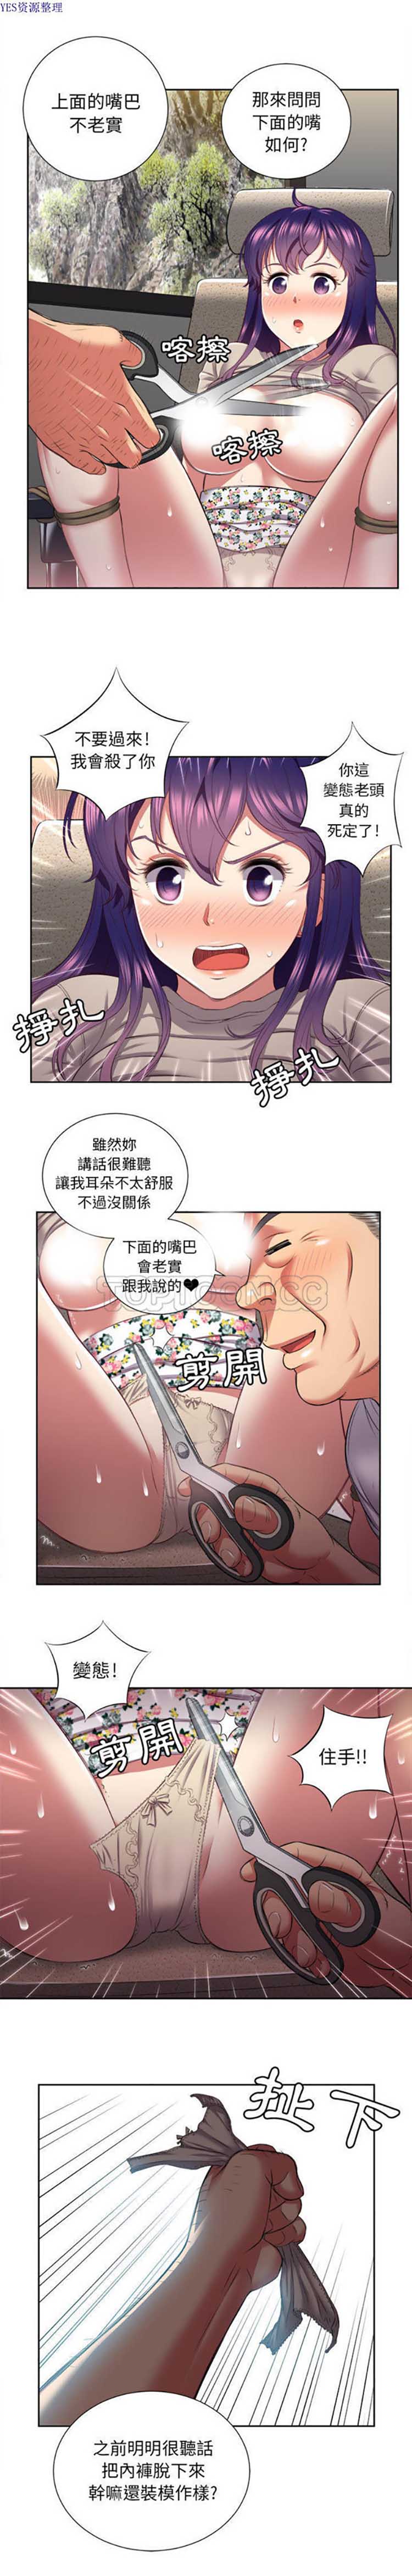 YES资源整理
上面的嘴巴
不老實
那來問問
下面的嘴
如何?
喀擦
喀擦
不要過來!
我會殺了你
你這
變態老頭
真的
死定了!
掙扎
掙扎
雖然妳
講話很難聽
讓我耳朵不太舒服
不過沒關係
下面的嘴巴
會老實
跟我說的♥
剪開
變態!
剪開
住手!!
扯下
之前明明很聽話
把內褲脫下來
幹嘛還裝模作樣?